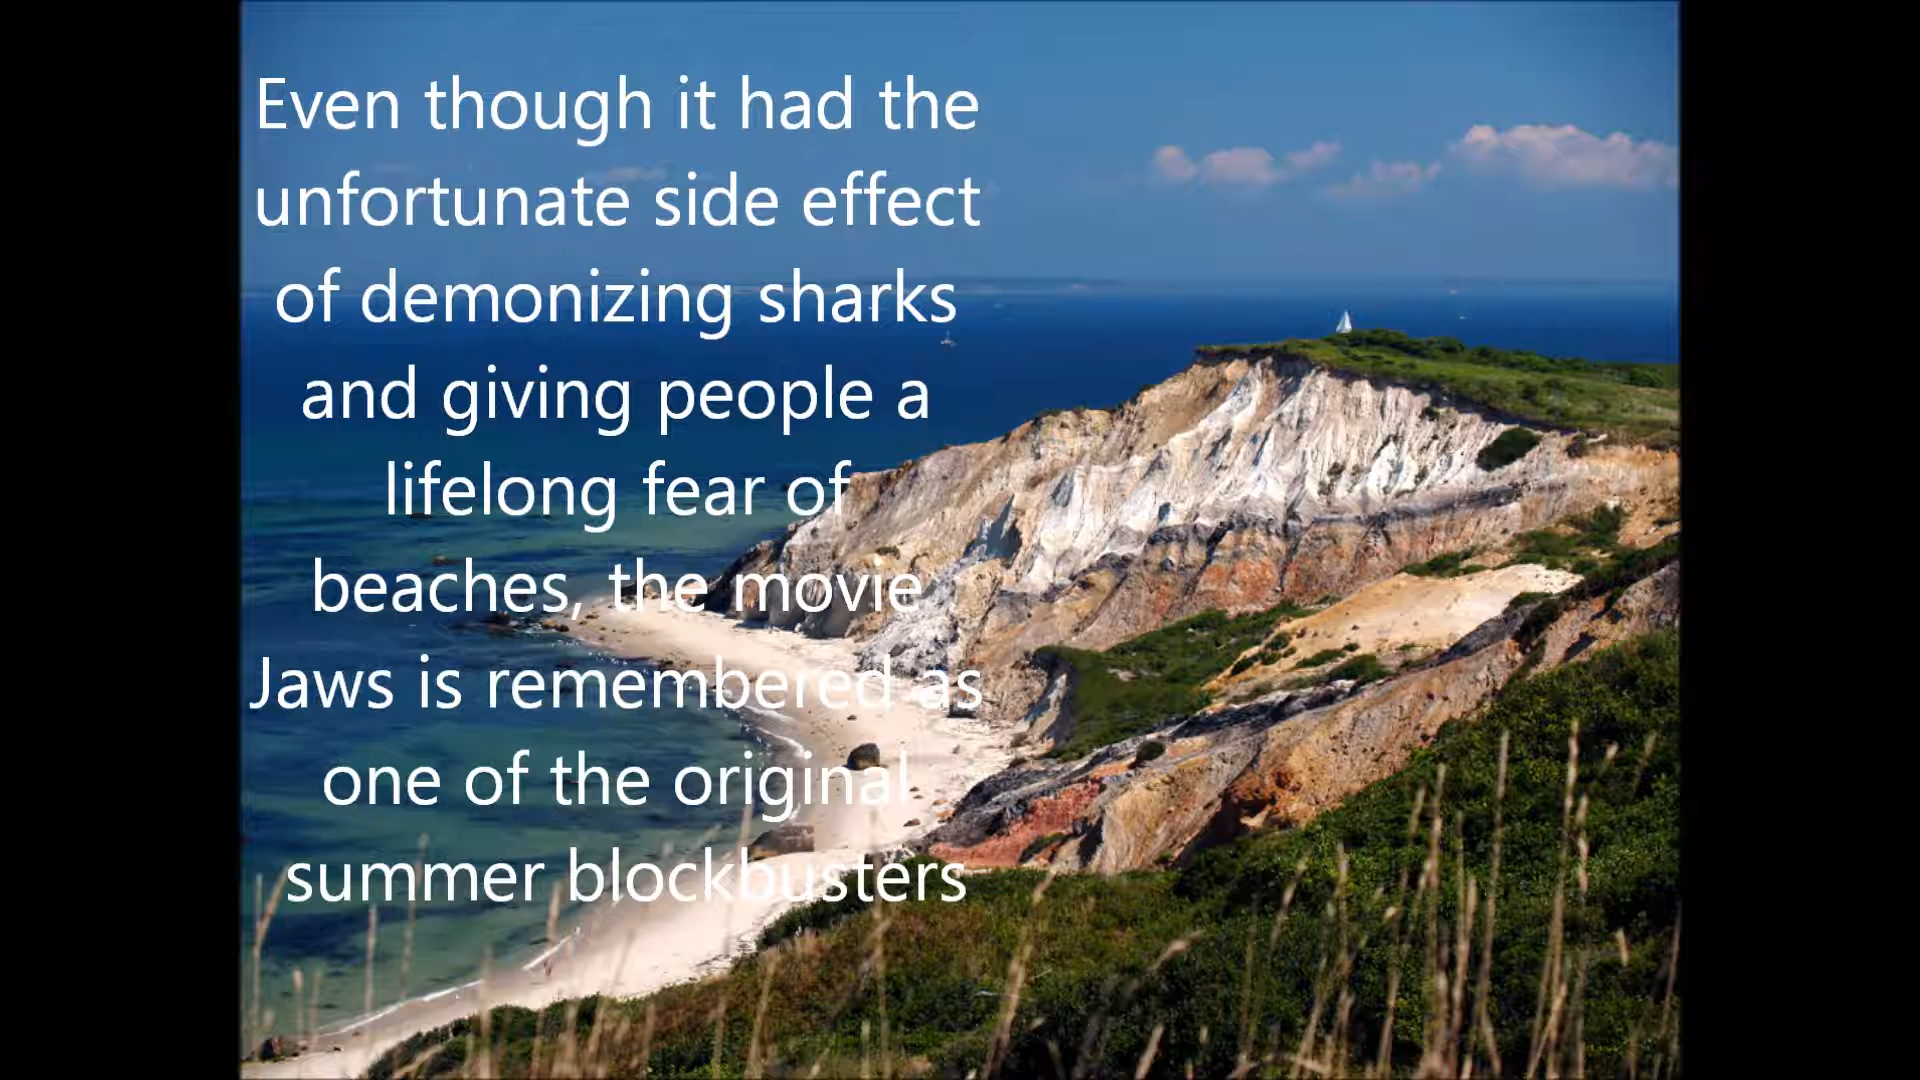 Even though it had the
unfortunate side effect
of demonizing sharks
and giving people a
lifelong fear of
beaches, the movie
Jaws is remembered as
one of the original
summer blockbusters